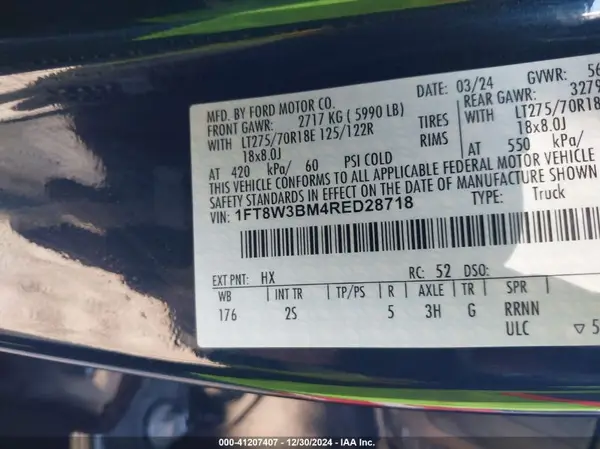 MFD. BY FORD MOTOR CO.
DATE: 03/24 GVWR: 56
FRONT GAWR: 2717 KG ( 5990 LB)
REAR GAWR: 3279
WITH LT275/70R18E 125/122R TIRES WITH LT275/70R18
18x8.0J RIMS 18x8.0J
AT 420 kPa/ 60 PSI COLD AT 550 kPa/
THIS VEHICLE CONFORMS TO ALL APPLICABLE FEDERAL MOTOR VEHICLE
SAFETY STANDARDS IN EFFECT ON THE DATE OF MANUFACTURE SHOWN
VIN: 1FT8W3BM4RED28718 TYPE: Truck
EXT PNT: HX RC: 52 DSO:
WB INT TR TP/PS R AXLE TR SPR
176 2S 5 3H G RRNN
ULC ▽5
000-41207407 - 12/30/2024 - IAA Inc.